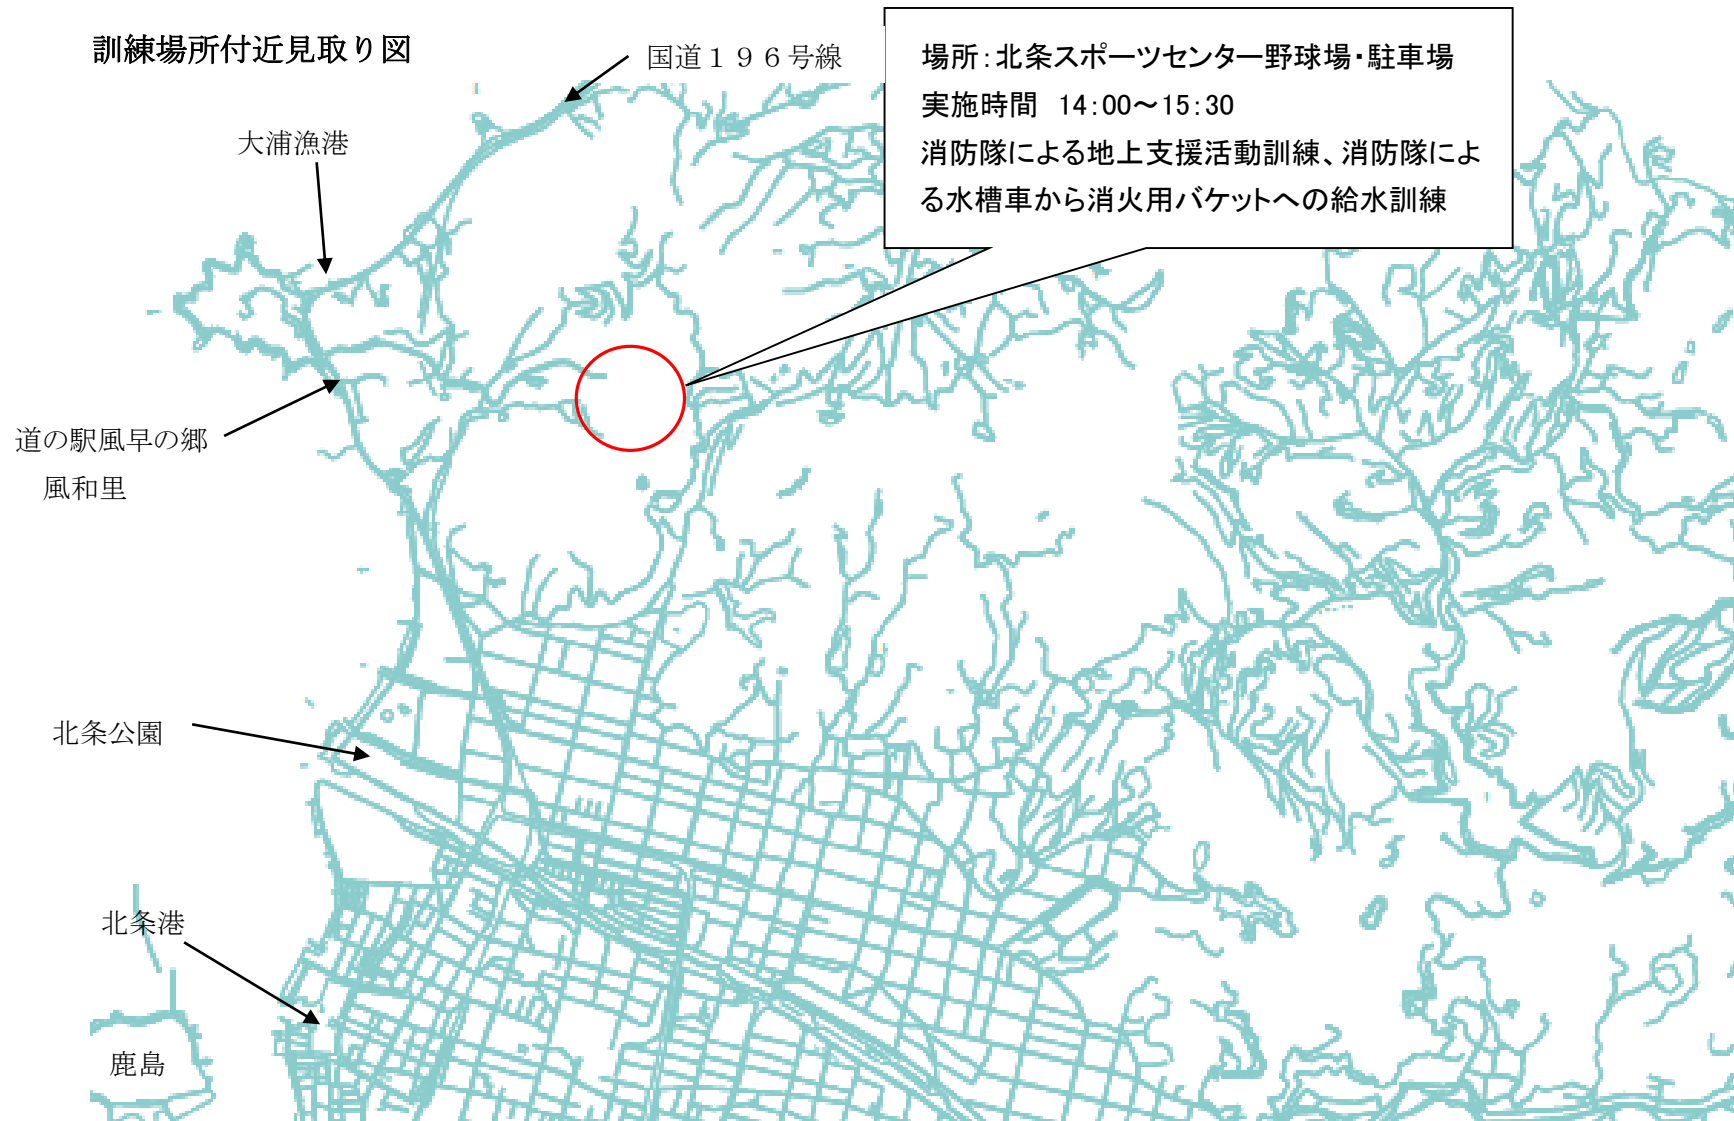 訓練場所付近見取り図
国道１９６号線
場所：北条スポーツセンター野球場・駐車場
実施時間　14：00～15：30
消防隊による地上支援活動訓練、消防隊によ
る水槽車から消火用バケットへの給水訓練
大浦漁港
道の駅風早の郷
風和里
北条公園
北条港
鹿島